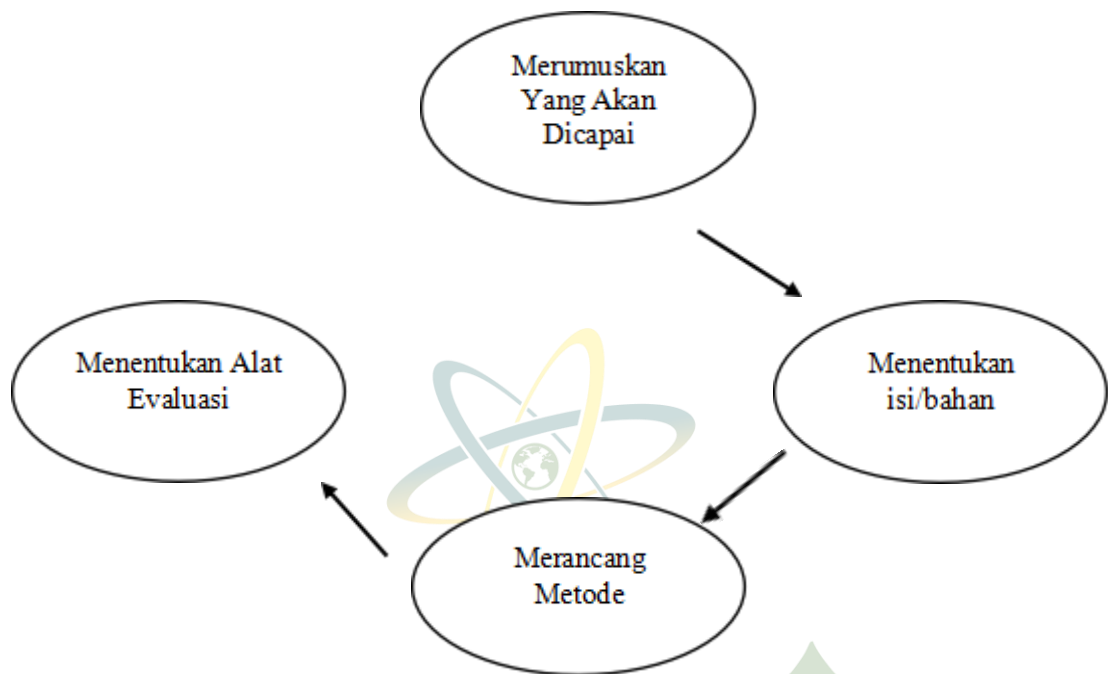 Merumuskan
Yang Akan
Dicapai
Menentukan
isi/bahan
Merancang
Metode
Menentukan Alat
Evaluasi